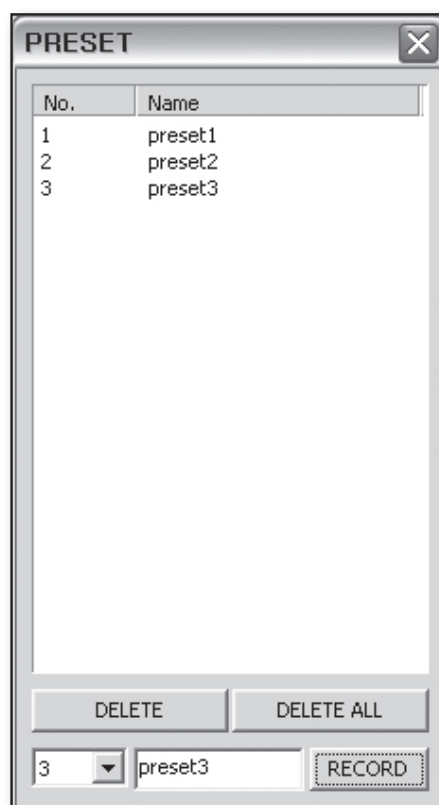 PRESET
No. Name
1 preset1
2 preset2
3 preset3
DELETE DELETE ALL
3 preset3 RECORD